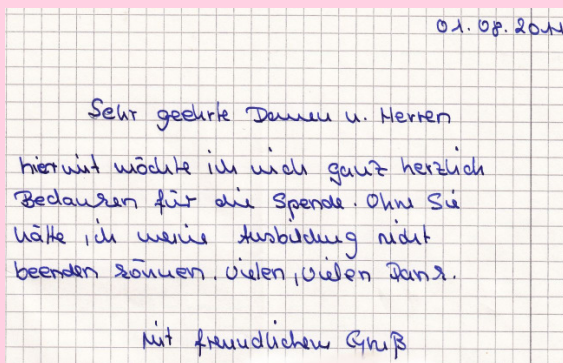 01.08.2011
Sehr geehrte Damen u. Herren
hiermit möchte ich mich ganz herzlich
Bedanken für die Spende. Ohne Sie
hätte ich meine Ausbildung nicht
beenden können. Vielen, vielen Dank.
Mit freundlichem Gruß